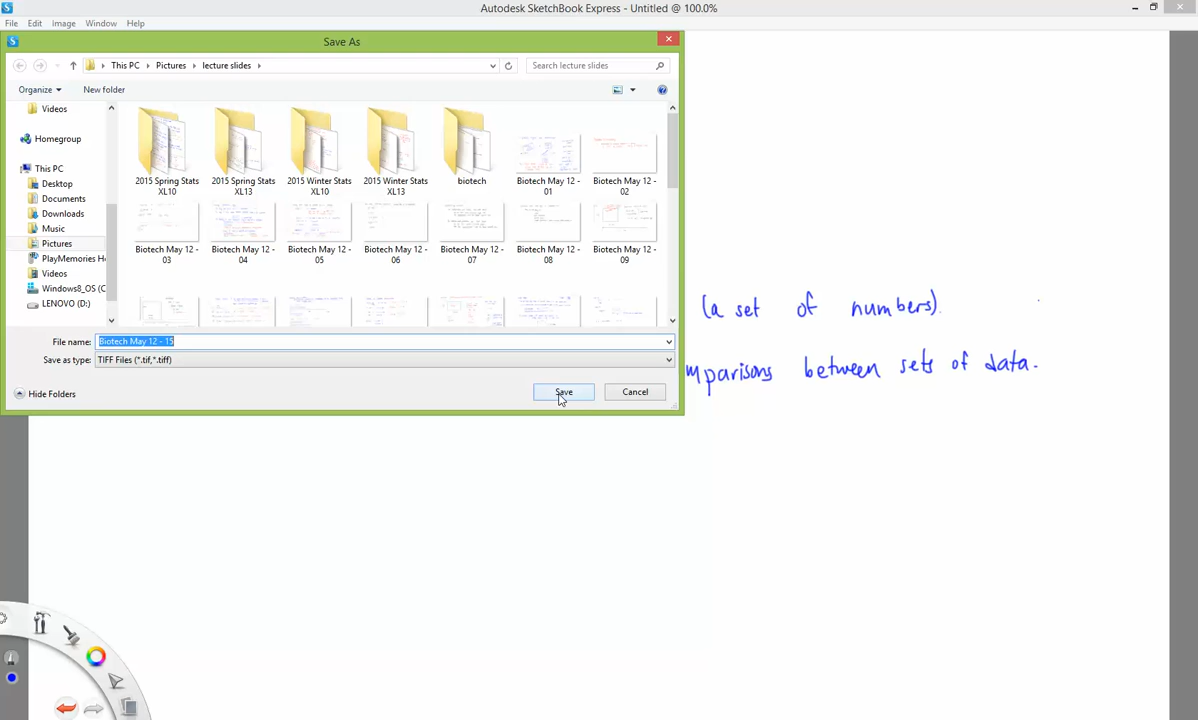 Autodesk SketchBook Express - Untitled @ 100.0%
File Edit Image Window Help
Save As
This PC Pictures lecture slides
Search lecture slides
Organize New folder
Videos
Homegroup
This PC
Desktop
Documents
Downloads
Music
Pictures
PlayMemories Ho
Videos
Windows8_OS (C
LENOVO (D:)
2015 Spring Stats XL10
2015 Spring Stats XL13
2015 Winter Stats XL10
2015 Winter Stats XL13
biotech
Biotech May 12 - 01
Biotech May 12 - 02
Biotech May 12 - 03
Biotech May 12 - 04
Biotech May 12 - 05
Biotech May 12 - 06
Biotech May 12 - 07
Biotech May 12 - 08
Biotech May 12 - 09
File name: Biotech May 12 - 15
Save as type: TIFF Files (*.tif,*.tiff)
Hide Folders Save Cancel
(a set of numbers).
mparisons between sets of data.